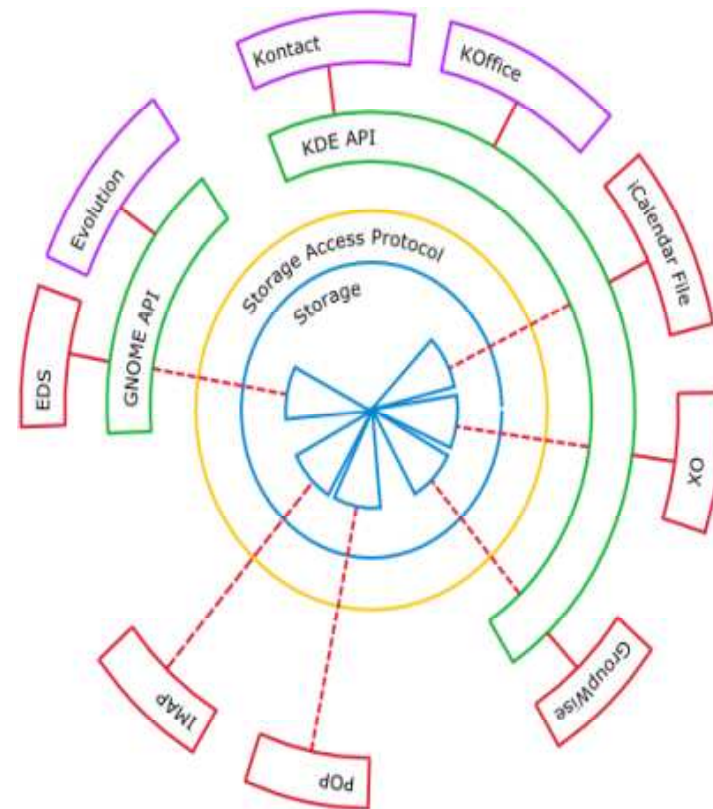 Kontact
KOffice
KDE API
iCalendar File
Evolution
Storage Access Protocol
Storage
GNOME API
EDS
OX
GroupWise
IMAP
POP